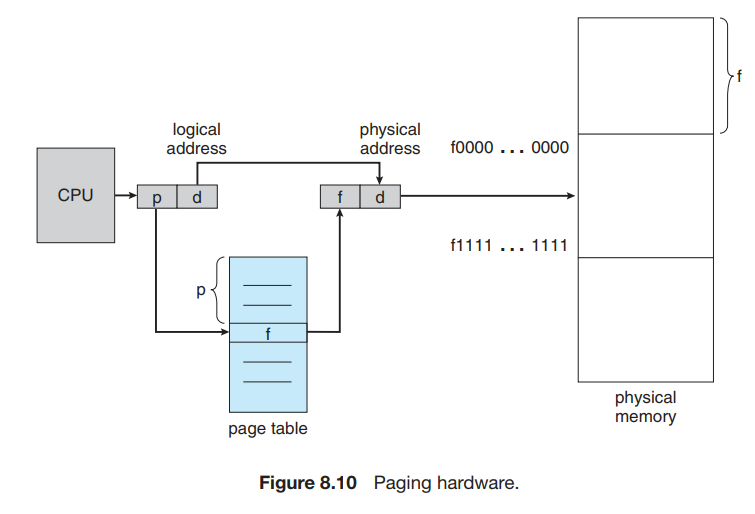 logical
address
physical
address
f0000 ... 0000
f
CPU
p
d
f
d
f1111 ... 1111
p
f
page table
physical
memory
Figure 8.10 Paging hardware.